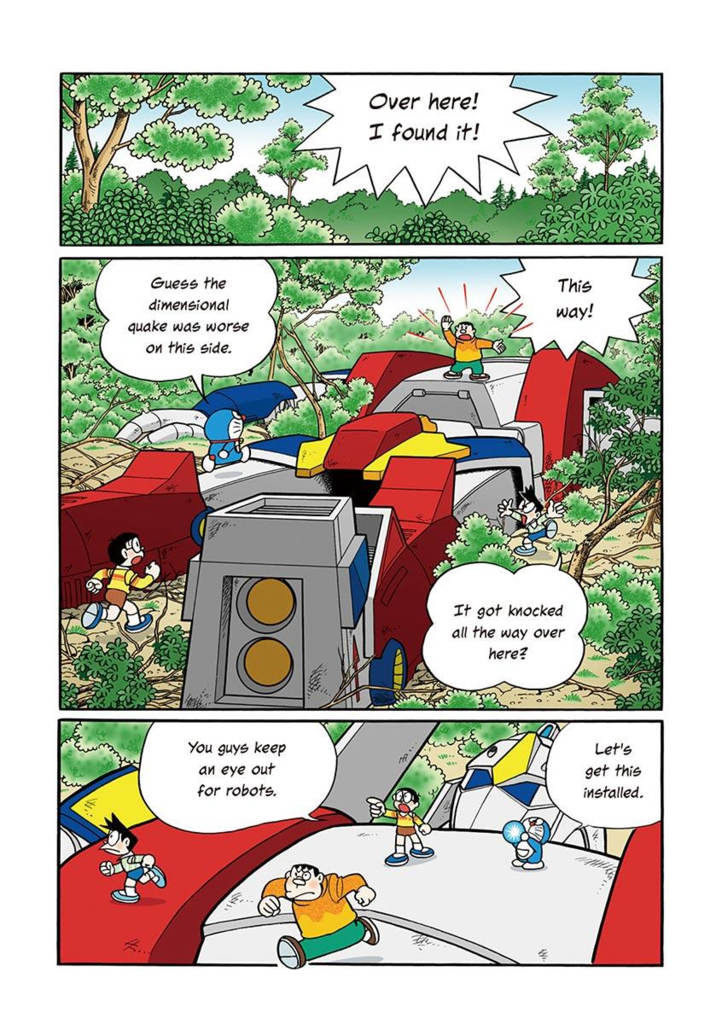 Over here!
I found it!
Guess the
dimensional
quake was worse
on this side.
This
way!
It got knocked
all the way over
here?
You guys keep
an eye out
for robots.
Let's
get this
installed.